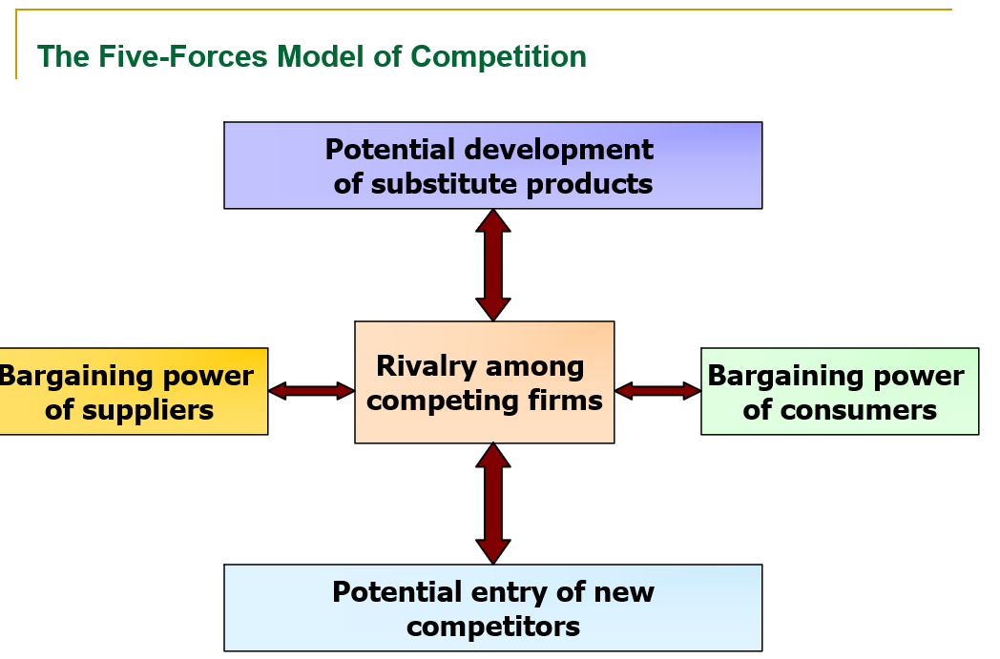 The Five-Forces Model of Competition
Potential development
of substitute products
Bargaining power
of suppliers
Rivalry among
competing firms
Bargaining power
of consumers
Potential entry of new
competitors